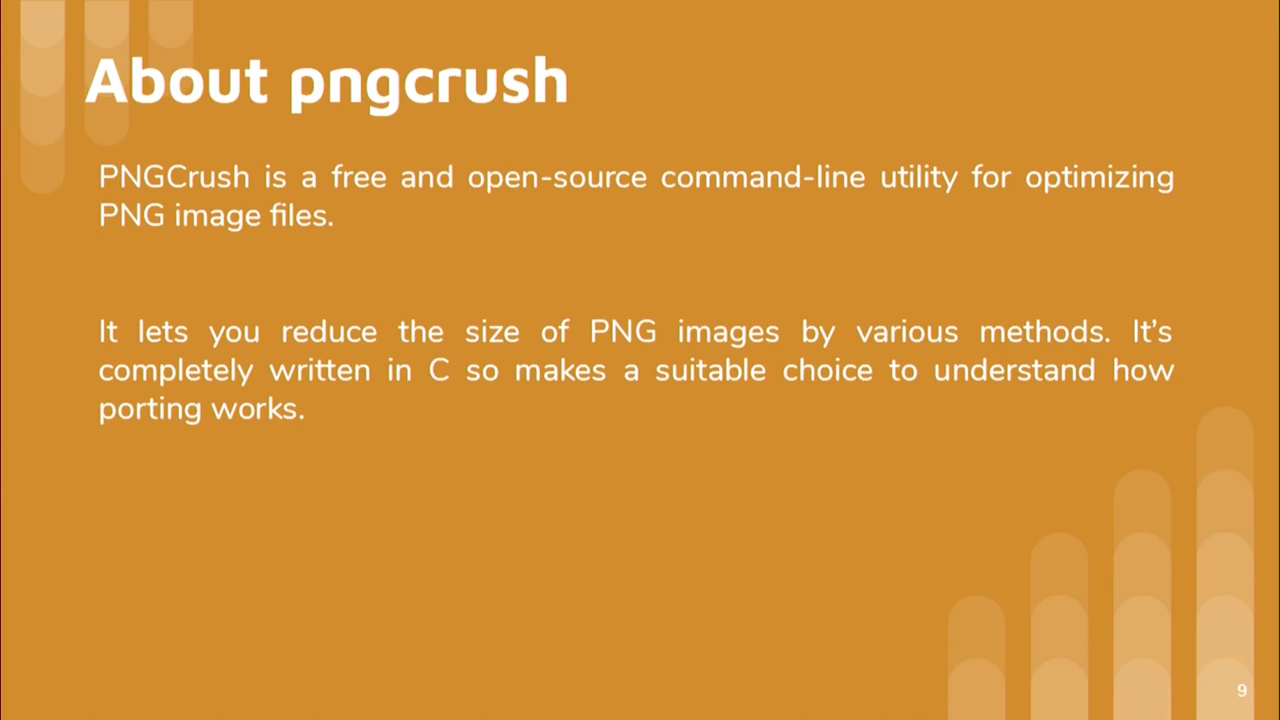 About pngcrush
PNGCrush is a free and open-source command-line utility for optimizing
PNG image files.
It lets you reduce the size of PNG images by various methods. It’s
completely written in C so makes a suitable choice to understand how
porting works.
9